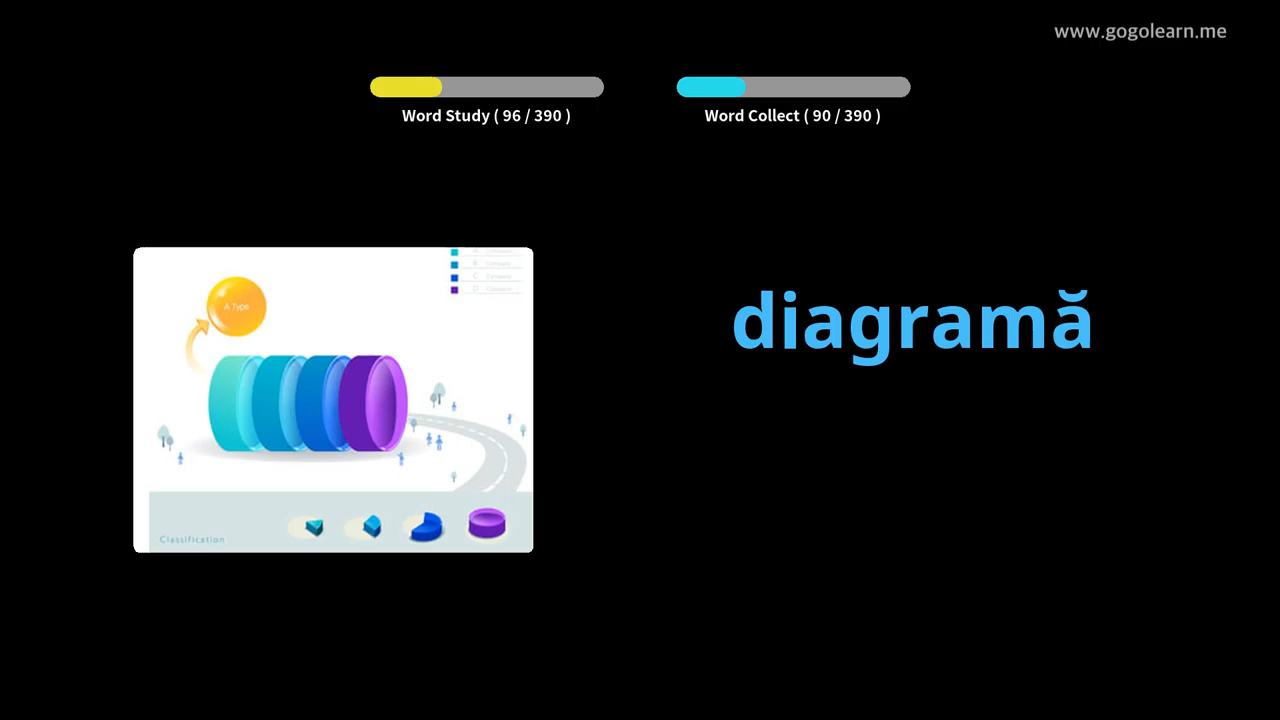 www.gogolearn.me
Word Study ( 96 / 390 )
Word Collect ( 90 / 390 )
diagramă
A Type
B
C
D
Classification